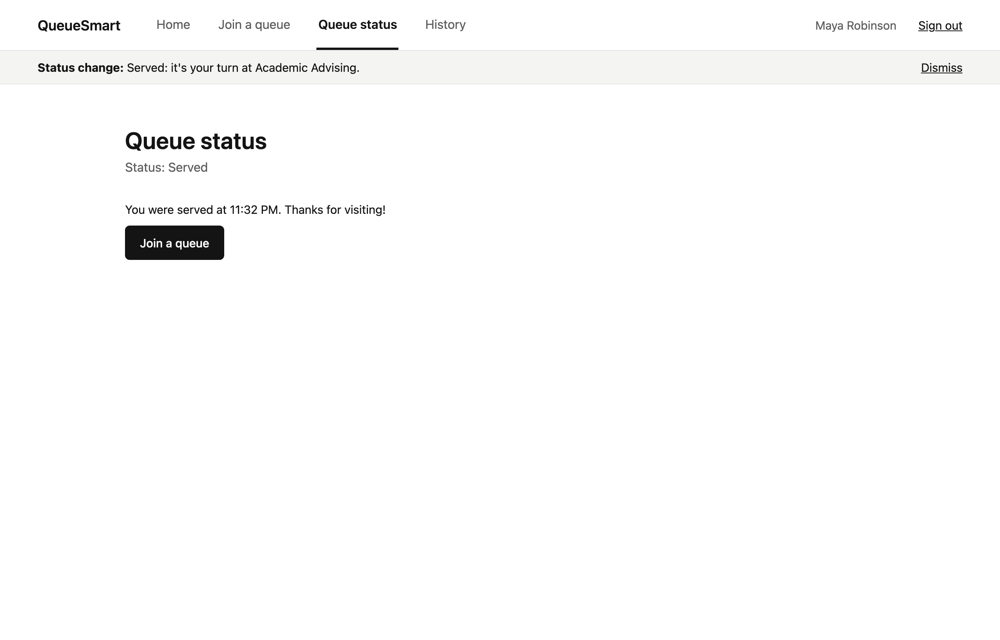 QueueSmart Home Join a queue Queue status History Maya Robinson Sign out
Status change: Served: it's your turn at Academic Advising. Dismiss
Queue status
Status: Served
You were served at 11:32 PM. Thanks for visiting!
Join a queue